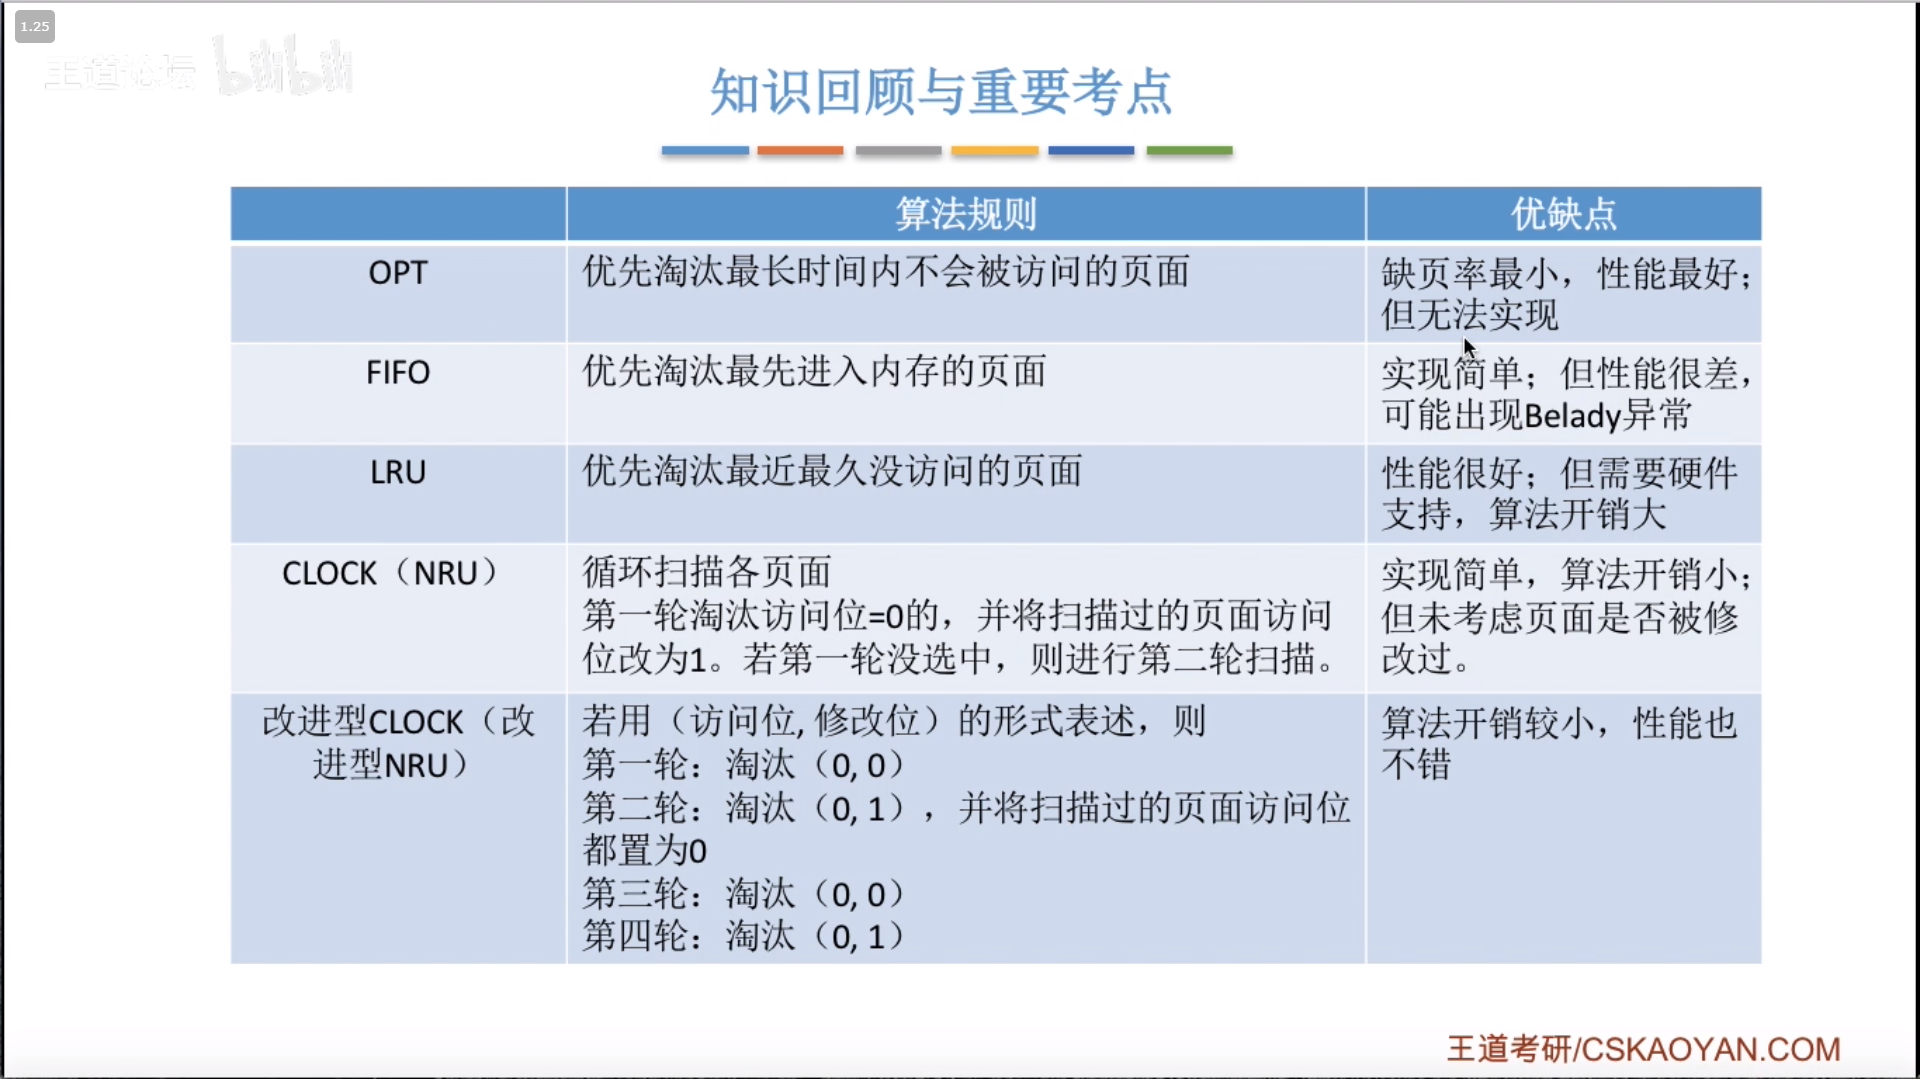 1.25
王道论坛 bilibili
知识回顾与重要考点
算法规则 优缺点
OPT 优先淘汰最长时间内不会被访问的页面 缺页率最小，性能最好；
但无法实现
FIFO 优先淘汰最先进入内存的页面 实现简单；但性能很差，
可能出现Belady异常
LRU 优先淘汰最近最久没访问的页面 性能很好；但需要硬件
支持，算法开销大
CLOCK（NRU） 循环扫描各页面 实现简单，算法开销小；
第一轮淘汰访问位=0的，并将扫描过的页面访问 但未考虑页面是否被修
位改为1。若第一轮没选中，则进行第二轮扫描。 改过。
改进型CLOCK（改 若用（访问位, 修改位）的形式表述，则 算法开销较小，性能也
进型NRU） 第一轮：淘汰（0, 0） 不错
第二轮：淘汰（0, 1），并将扫描过的页面访问位
都置为0
第三轮：淘汰（0, 0）
第四轮：淘汰（0, 1）
王道考研/CSKAOYAN.COM